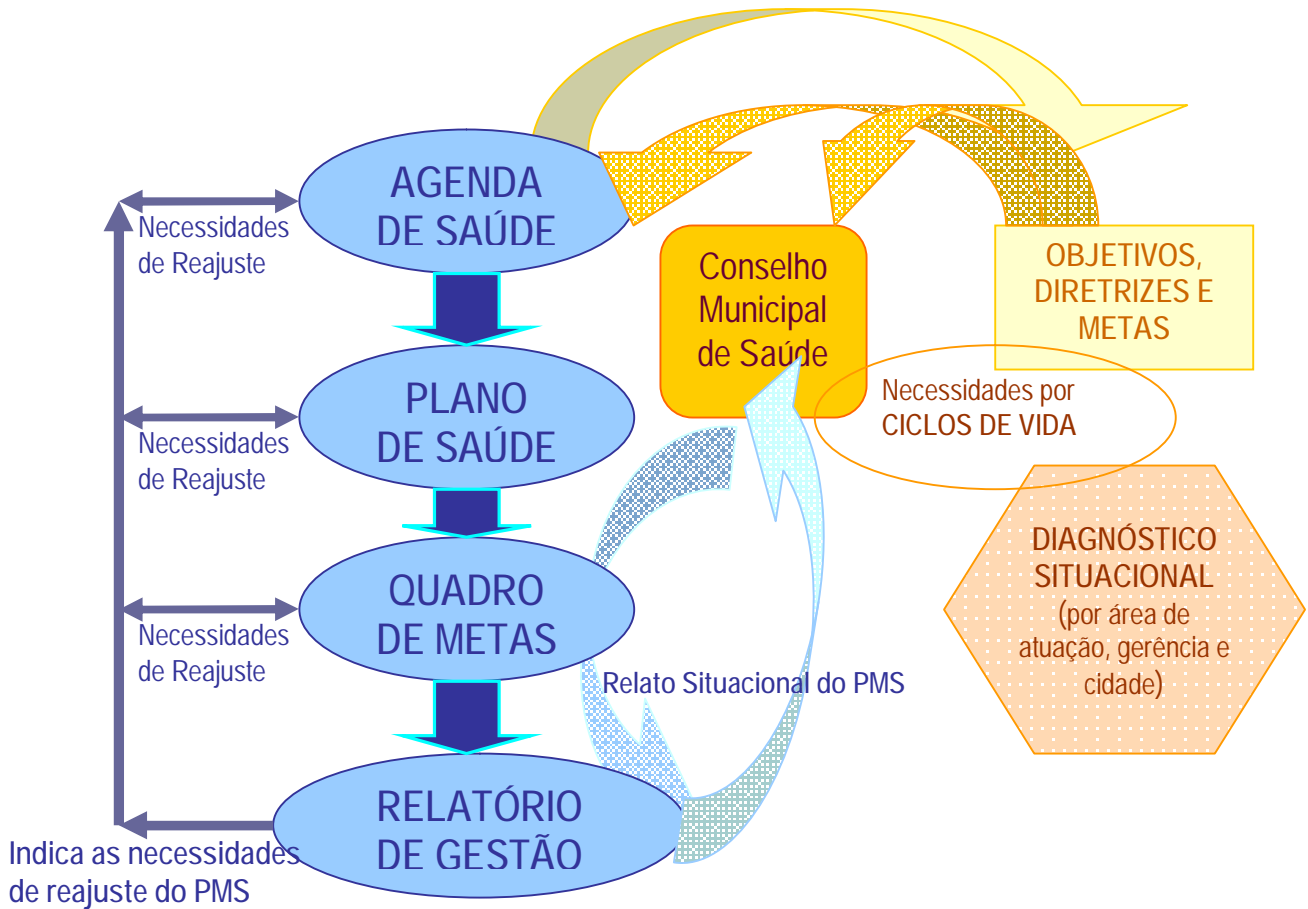 AGENDA
DE SAÚDE
Necessidades
de Reajuste
Conselho
Municipal
de Saúde
OBJETIVOS,
DIRETRIZES E
METAS
PLANO
DE SAÚDE
Necessidades
de Reajuste
Necessidades por
CICLOS DE VIDA
QUADRO
DE METAS
Necessidades
de Reajuste
DIAGNÓSTICO
SITUACIONAL
(por área de
atuação, gerência e
cidade)
Relato Situacional do PMS
RELATÓRIO
DE GESTÃO
Indica as necessidades
de reajuste do PMS